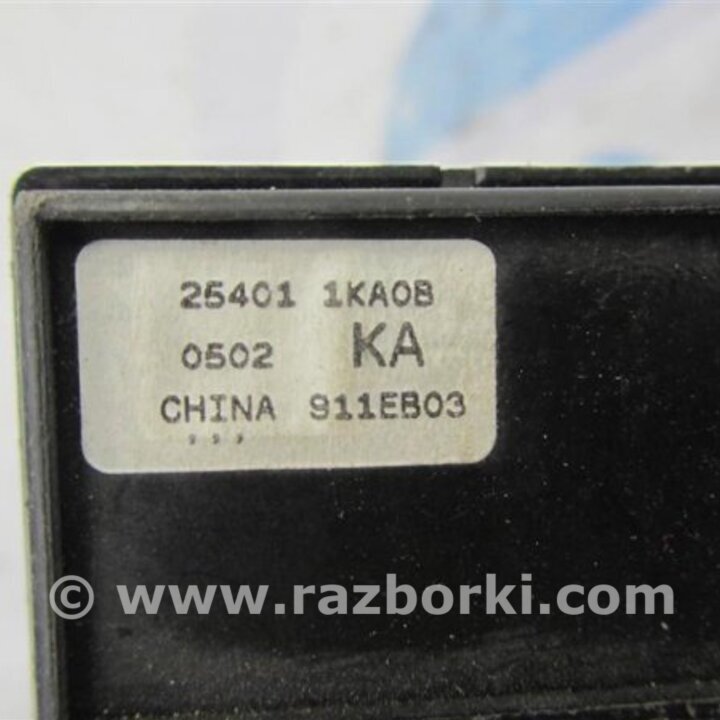 25401 1KA0B
0502 KA
CHINA 911EB03
, , ,
© www.razborki.com